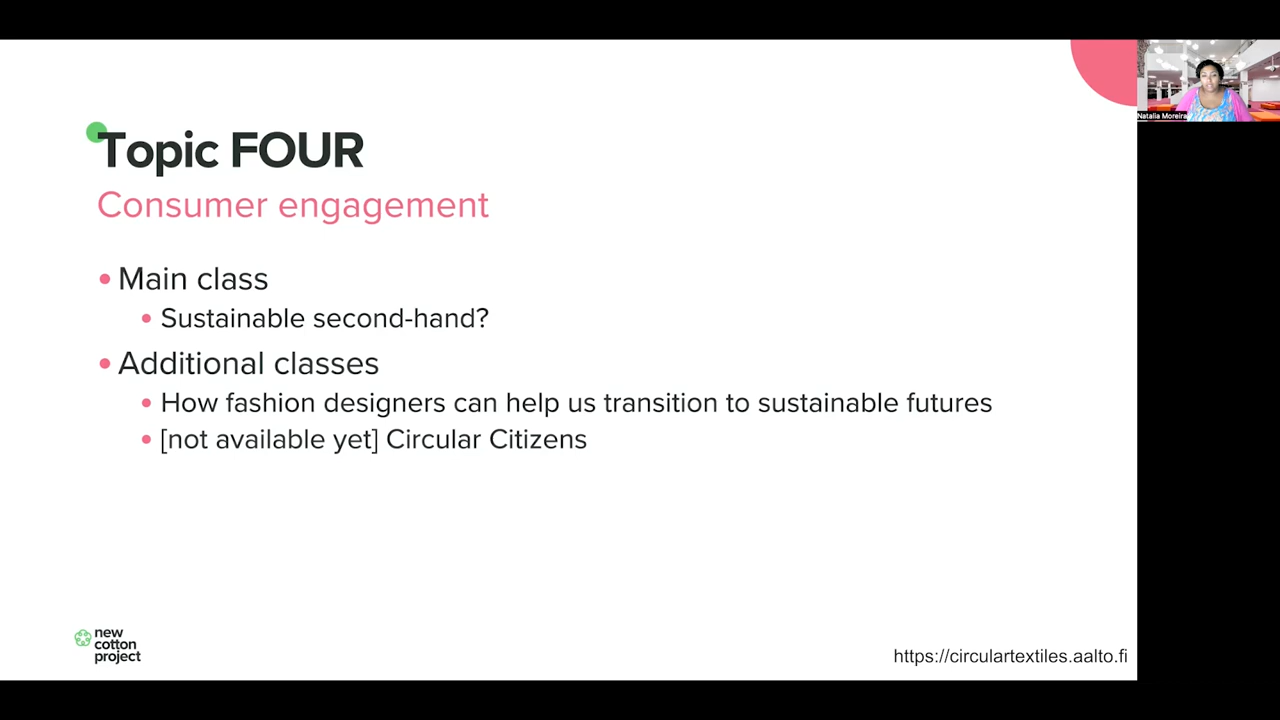 Topic FOUR
Consumer engagement
Main class
Sustainable second-hand?
Additional classes
How fashion designers can help us transition to sustainable futures
[not available yet] Circular Citizens
new
cotton
project
https://circulartextiles.aalto.fi
Natalia Moreira